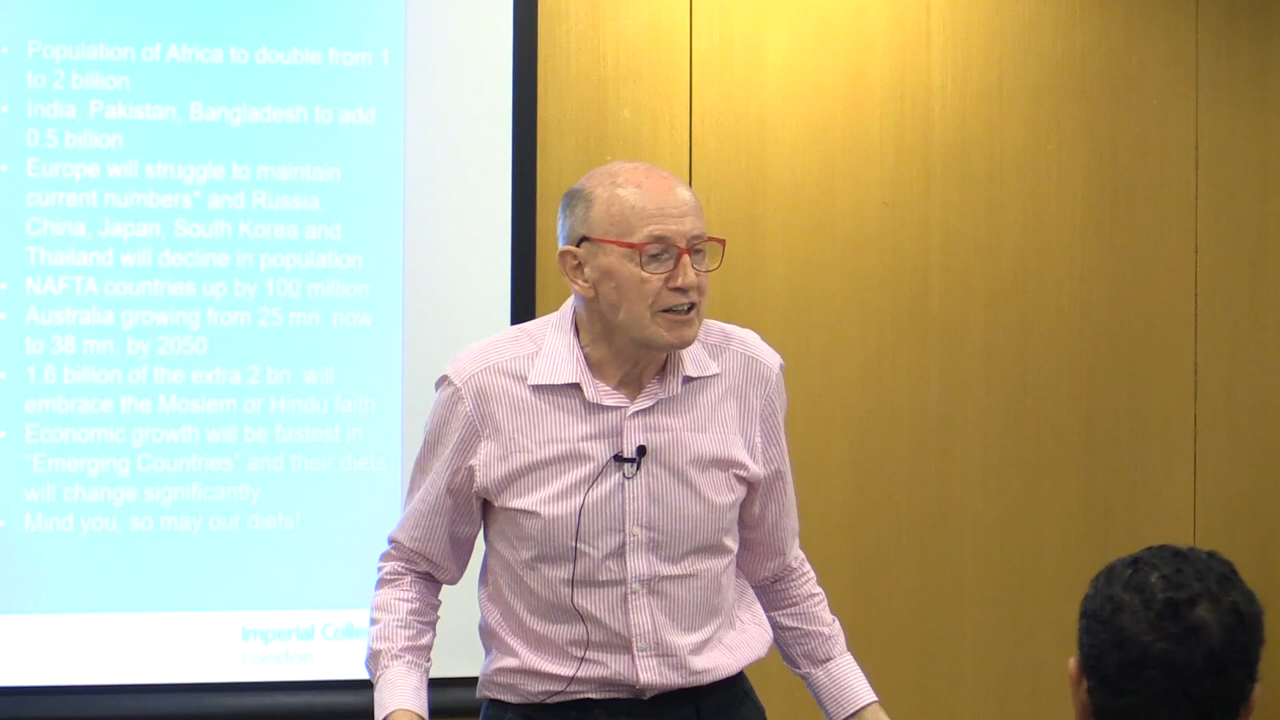 • Population of Africa to double from 1
to 2 billion
• India, Pakistan, Bangladesh to add
0.5 billion
• Europe will struggle to maintain
current numbers* and Russia,
China, Japan, South Korea and
Thailand will decline in population
• NAFTA countries up by 100 million
• Australia growing from 25 mn. now
to 38 mn. by 2050
• 1.6 billion of the extra 2 bn. will
embrace the Moslem or Hindu faith
• Economic growth will be fastest in
"Emerging Countries" and their diets
will change significantly
• Mind you, so may our diets!
Imperial Colle
London